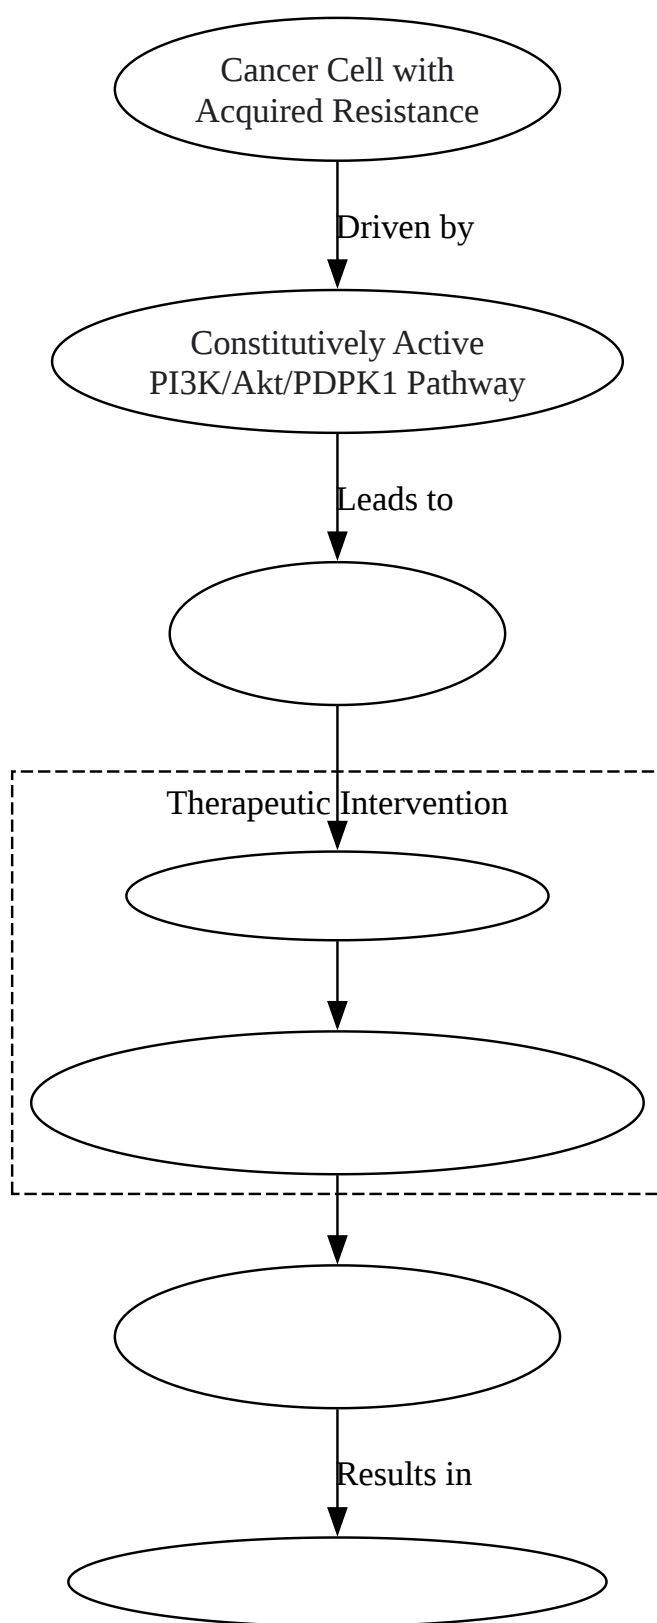 Cancer Cell with
Acquired Resistance
Driven by
Constitutively Active
PI3K/Akt/PDPK1 Pathway
Leads to
Therapeutic Intervention
Results in